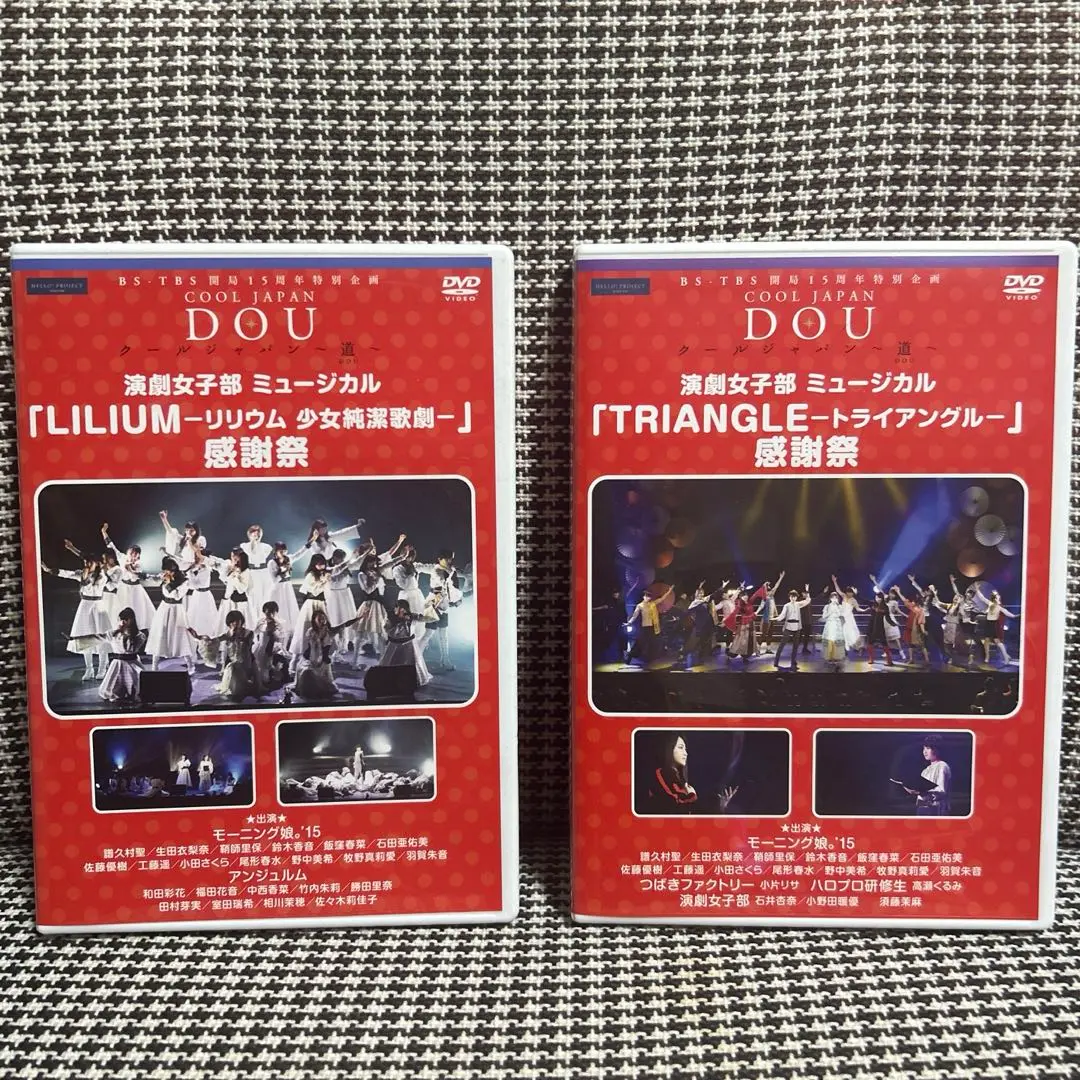 HELLO! PROJECT
BS-TBS 開局15周年特別企画
COOL JAPAN
DOU
クールジャパン～道～
DOU
DVD
VIDEO
演劇女子部 ミュージカル
「LILIUM－リリウム 少女純潔歌劇－」
感謝祭
★出演★
モーニング娘。'15
譜久村聖／生田衣梨奈／鞘師里保／鈴木香音／飯窪春菜／石田亜佑美
佐藤優樹／工藤遥／小田さくら／尾形春水／野中美希／牧野真莉愛／羽賀朱音
アンジュルム
和田彩花／福田花音／中西香菜／竹内朱莉／勝田里奈
田村芽実／室田瑞希／相川茉穂／佐々木莉佳子
HELLO! PROJECT
BS-TBS 開局15周年特別企画
COOL JAPAN
DOU
クールジャパン～道～
DOU
DVD
VIDEO
演劇女子部 ミュージカル
「TRIANGLE－トライアングル－」
感謝祭
★出演★
モーニング娘。'15
譜久村聖／生田衣梨奈／鞘師里保／鈴木香音／飯窪春菜／石田亜佑美
佐藤優樹／工藤遥／小田さくら／尾形春水／野中美希／牧野真莉愛／羽賀朱音
つばきファクトリー 小片リサ ハロプロ研修生 高瀬くるみ
演劇女子部 石井杏奈／小野田暖優 須藤茉麻